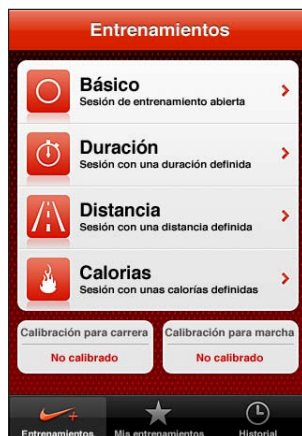 Entrenamientos
Básico
Sesión de entrenamiento abierta
Duración
Sesión con una duración definida
Distancia
Sesión con una distancia definida
Calorias
Sesión con unas calorías definidas
Calibración para carrera
No calibrado
Calibración para marcha
No calibrado
Entrenamientos
Mis entrenamientos
Historial